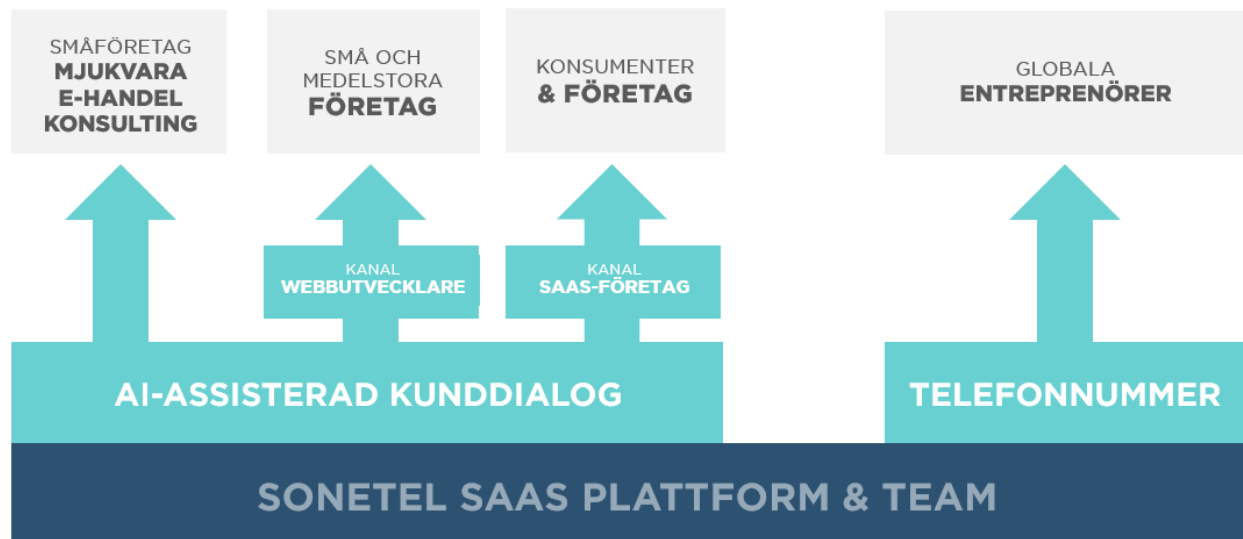 SMÅFÖRETAG
MJUKVARA
E-HANDEL
KONSULTING
SMÅ OCH
MEDELSTORA
FÖRETAG
KONSUMENTER
& FÖRETAG
GLOBALA
ENTREPRENÖRER
KANAL
WEBBUTVECKLARE
KANAL
SAAS-FÖRETAG
AI-ASSISTERAD KUNDDIALOG
TELEFONNUMMER
SONETEL SAAS PLATTFORM & TEAM